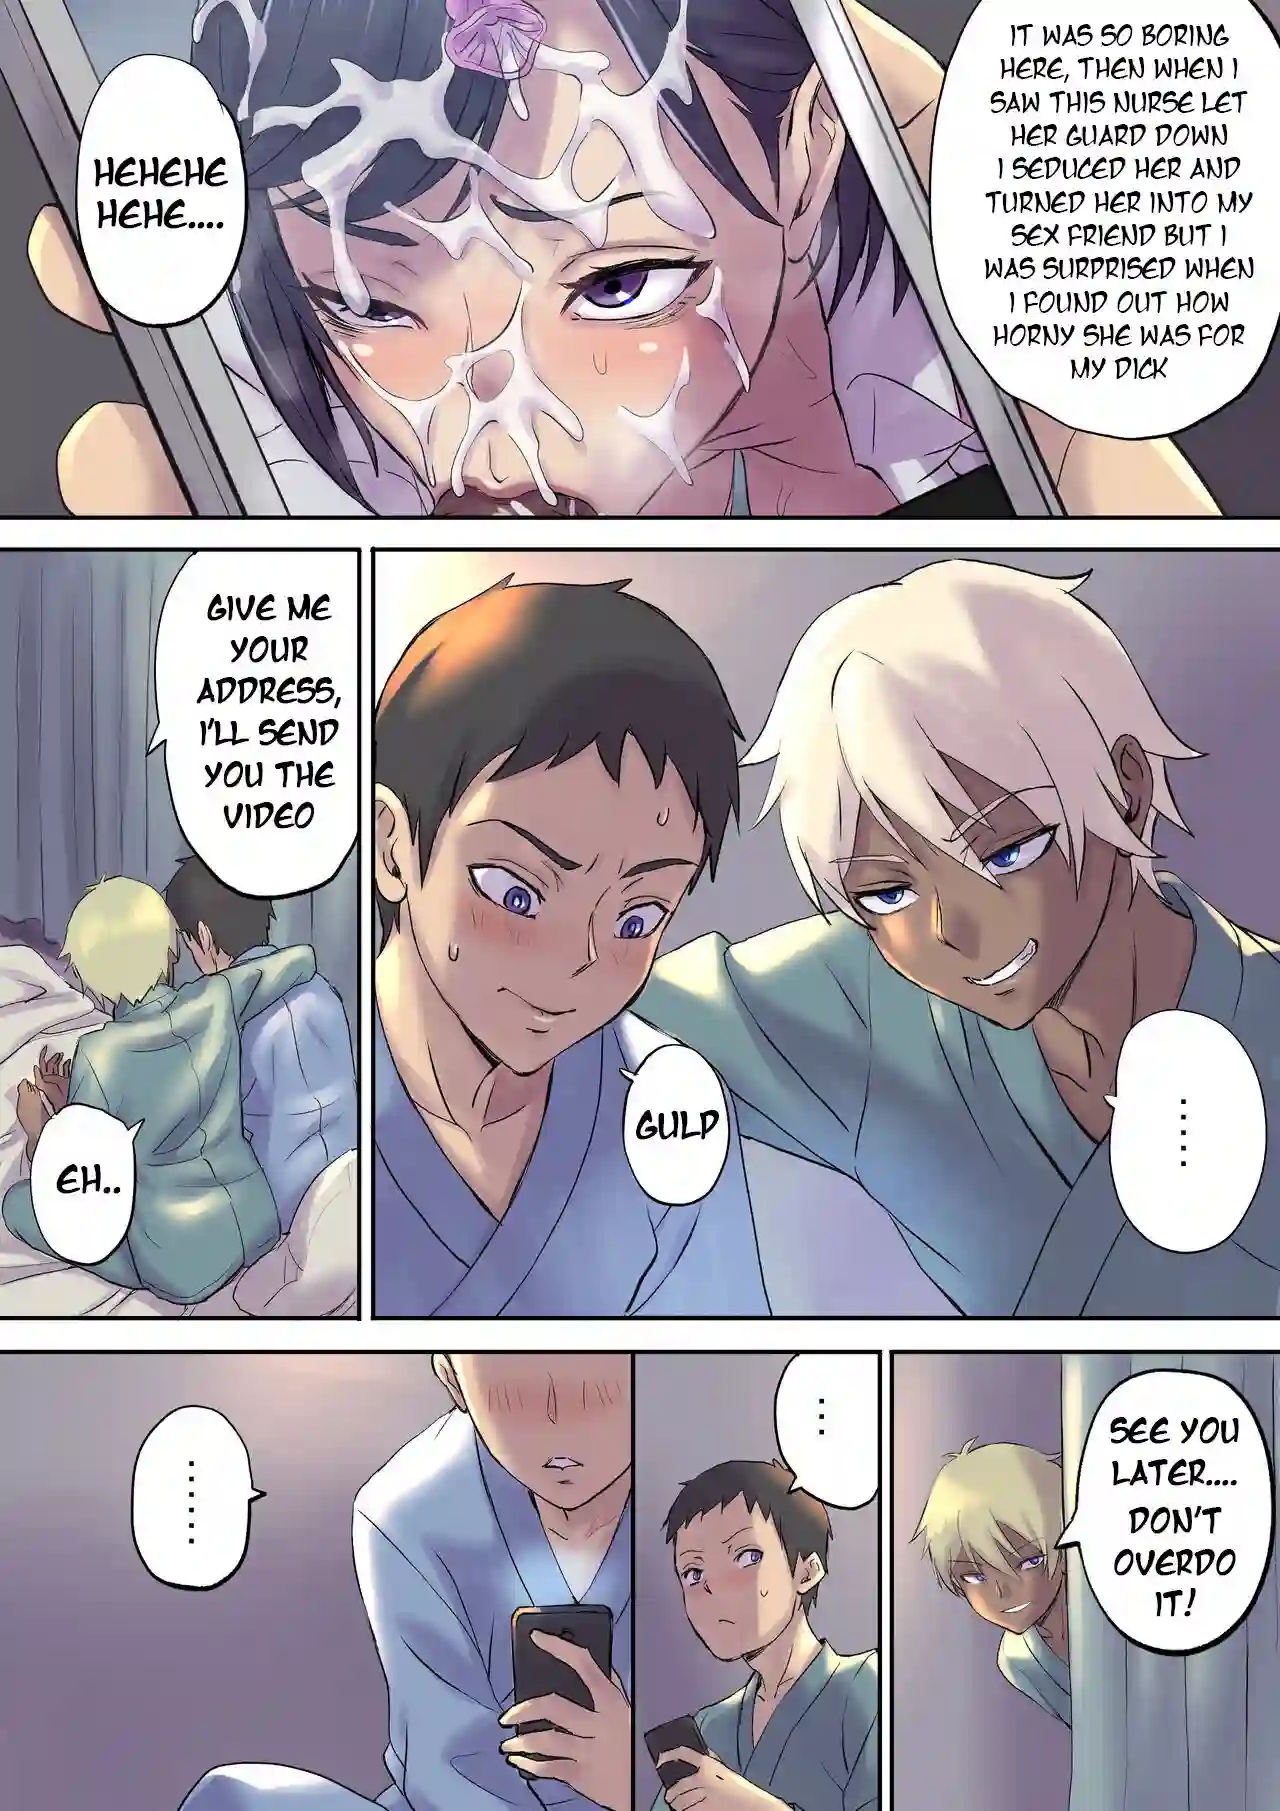 IT WAS SO BORING
HERE, THEN WHEN I
SAW THIS NURSE LET
HER GUARD DOWN
I SEDUCED HER AND
TURNED HER INTO MY
SEX FRIEND BUT I
WAS SURPRISED WHEN
I FOUND OUT HOW
HORNY SHE WAS FOR
MY DICK
HEHEHE
HEHE....
GIVE ME
YOUR
ADDRESS,
I'LL SEND
YOU THE
VIDEO
EH..
GULP
.....
SEE YOU
LATER....
DON'T
OVERDO
IT!
...
......